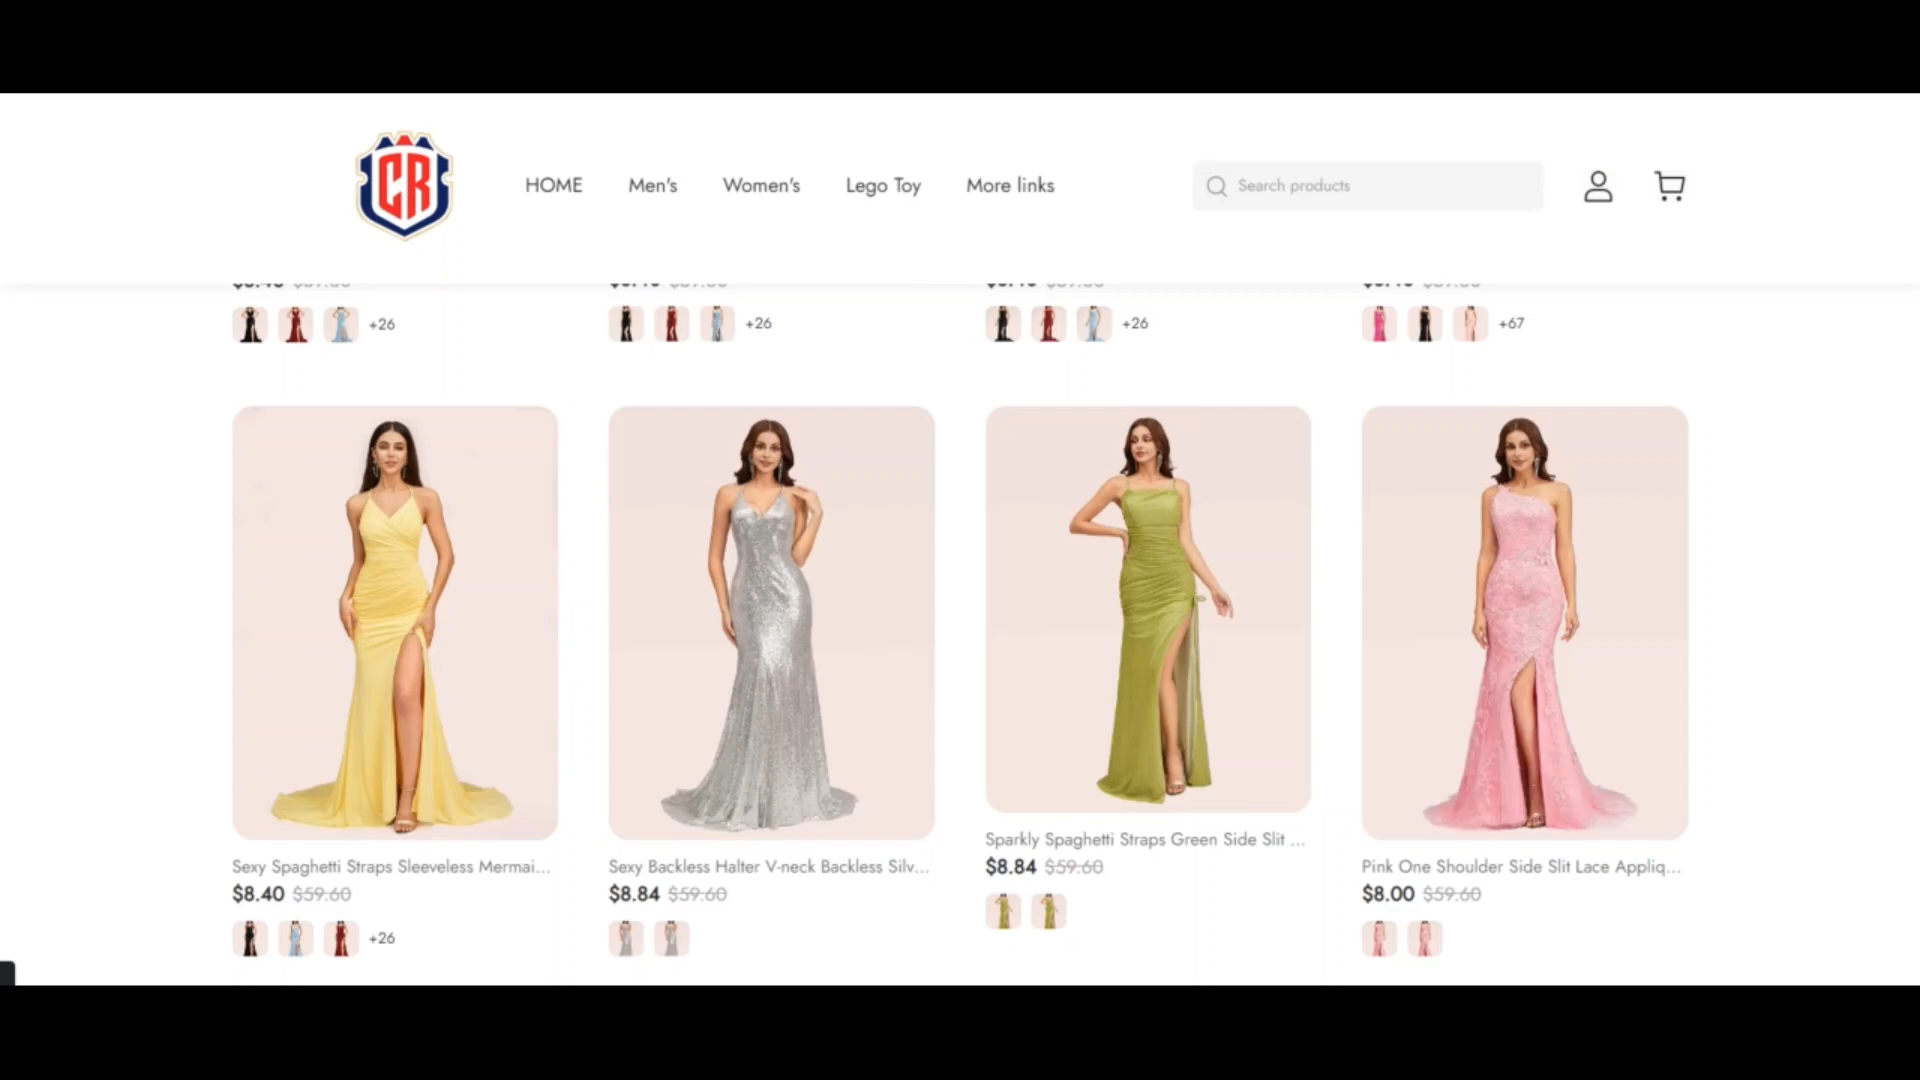 CR
HOME Men's Women's Lego Toy More links
Search products
+26 +26 +26 +67
Sexy Spaghetti Straps Sleeveless Mermai...
$8.40 $59.60
+26
Sexy Backless Halter V-neck Backless Silv...
$8.84 $59.60
Sparkly Spaghetti Straps Green Side Slit ...
$8.84 $59.60
Pink One Shoulder Side Slit Lace Appliq...
$8.00 $59.60